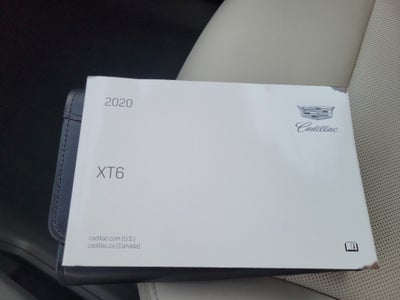 2020
Cadillac
XT6
cadillac.com (U.S.)
cadillac.ca (Canada)